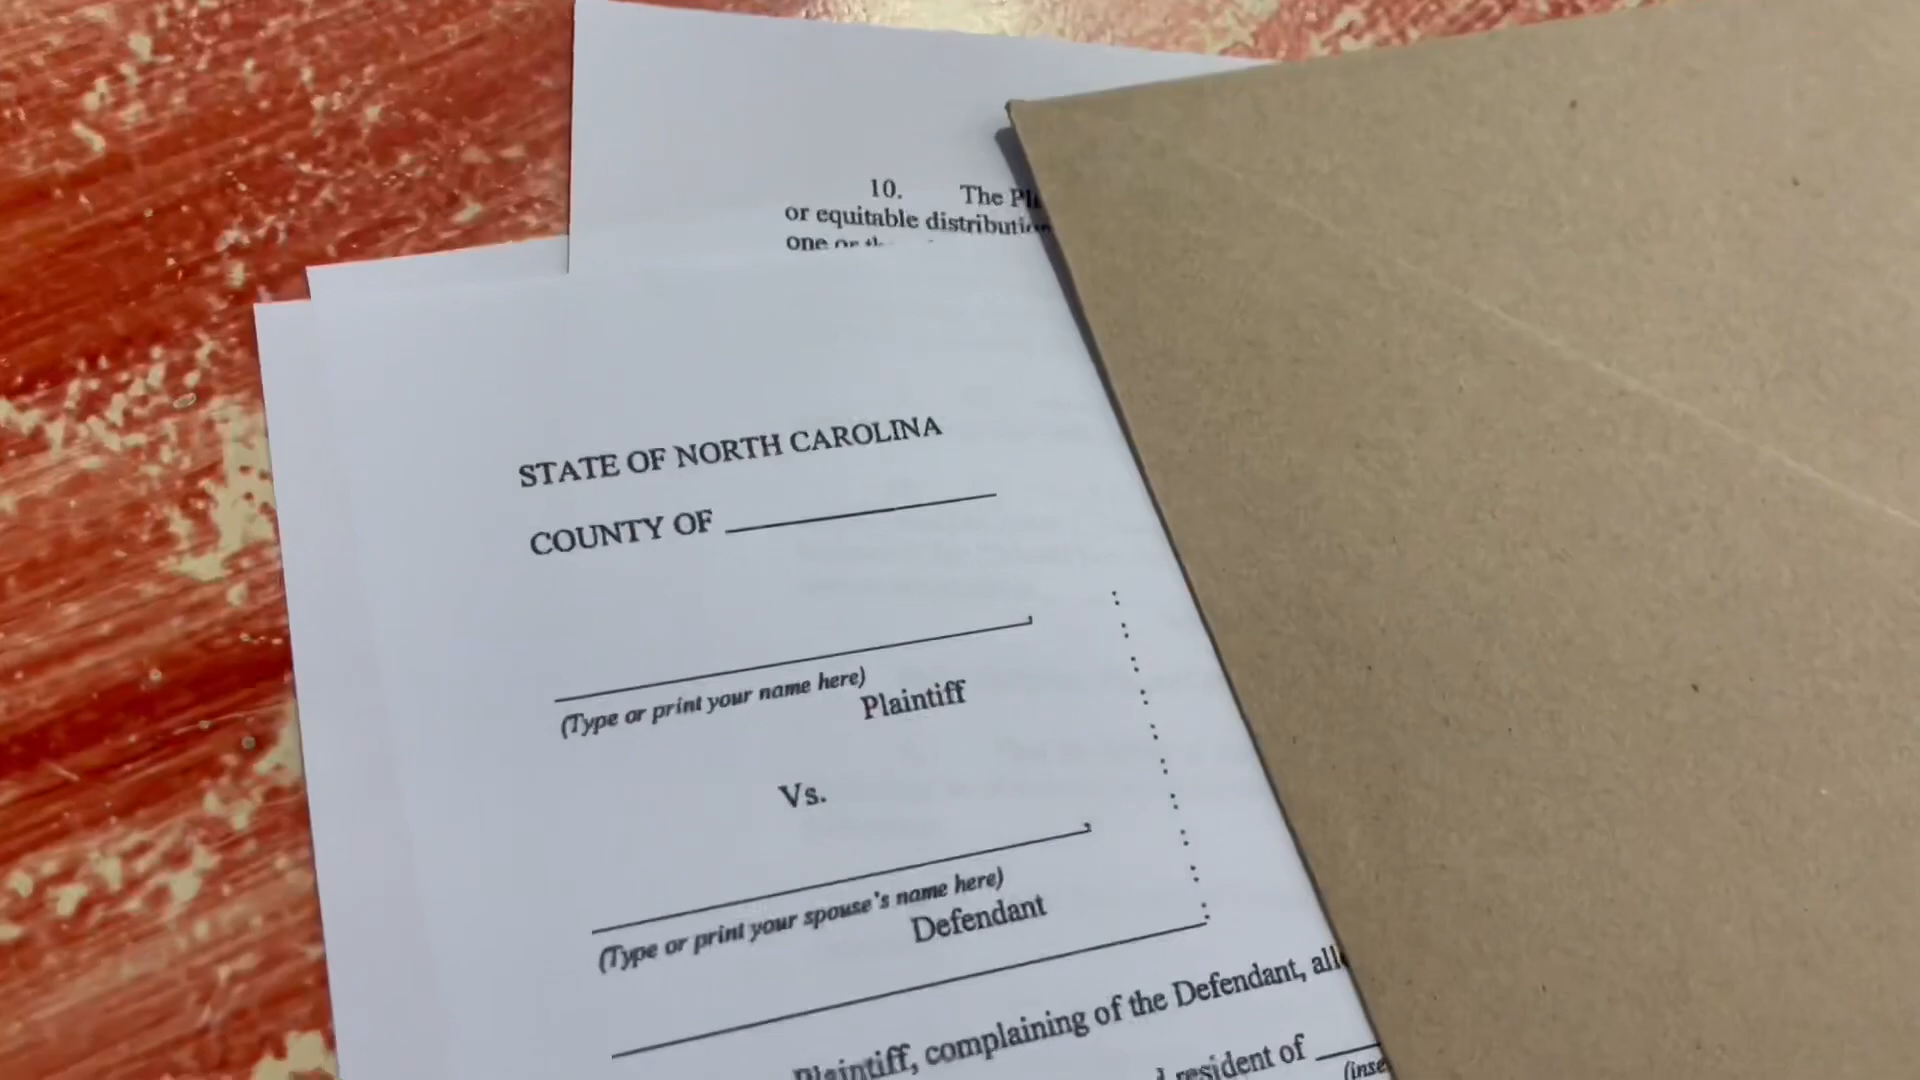 10. The
or equitable
one
STATE OF NORTH CAROLINA
COUNTY OF
(Type or print your name here)
Plaintiff
Vs.
(Type or print your spouse's name here)
Defendant
Plaintiff, complaining of the Defendant,
resident of